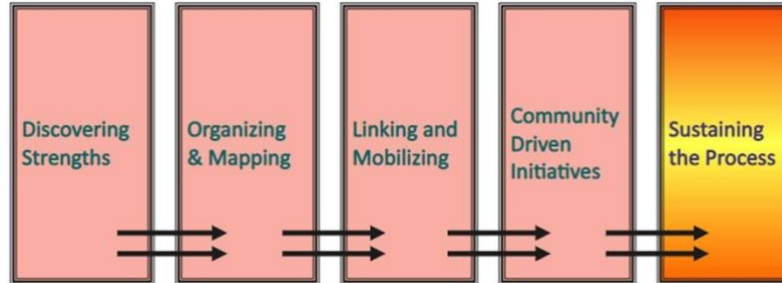 Discovering
Strengths
Organizing
& Mapping
Linking and
Mobilizing
Community
Driven
Initiatives
Sustaining
the Process